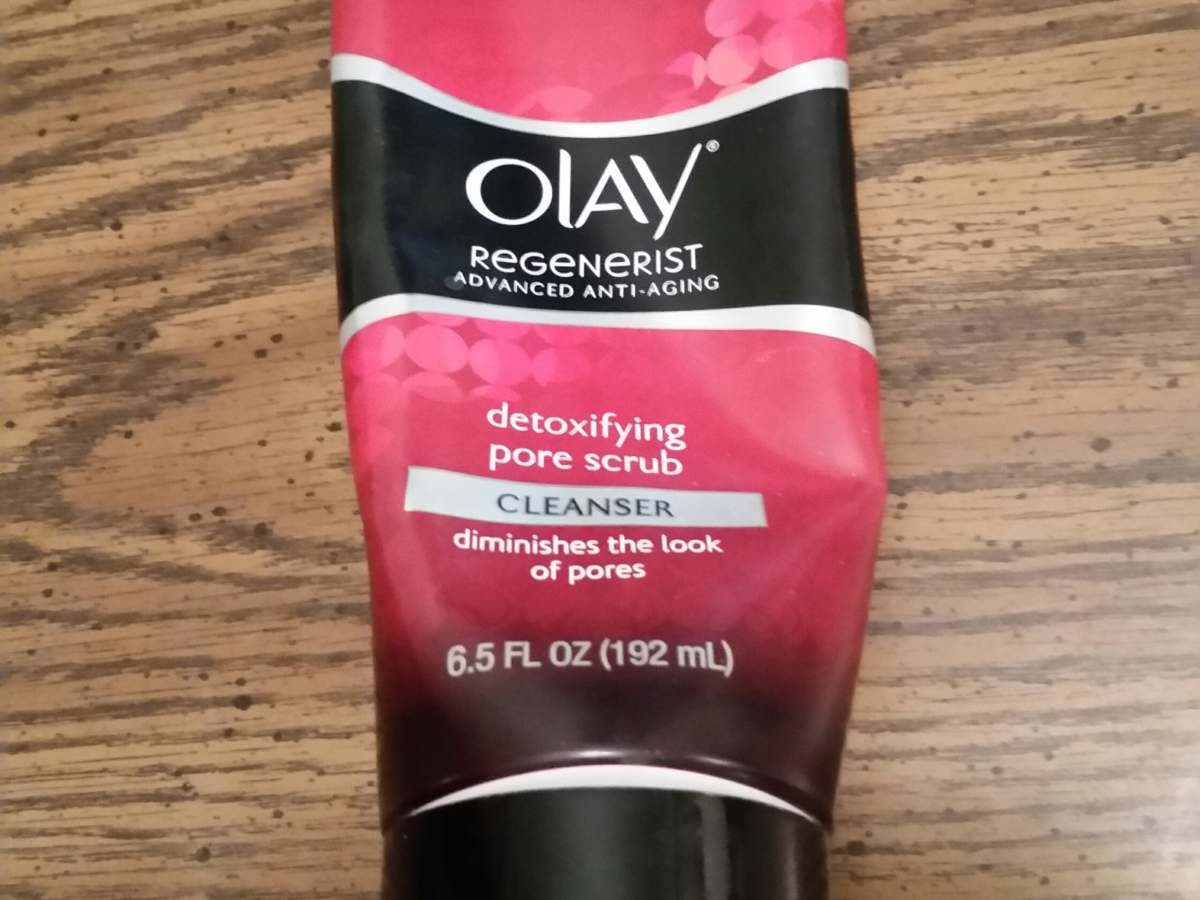 OLAY®
REGENERIST
ADVANCED ANTI-AGING
detoxifying
pore scrub
CLEANSER
diminishes the look
of pores
6.5 FL OZ (192 mL)